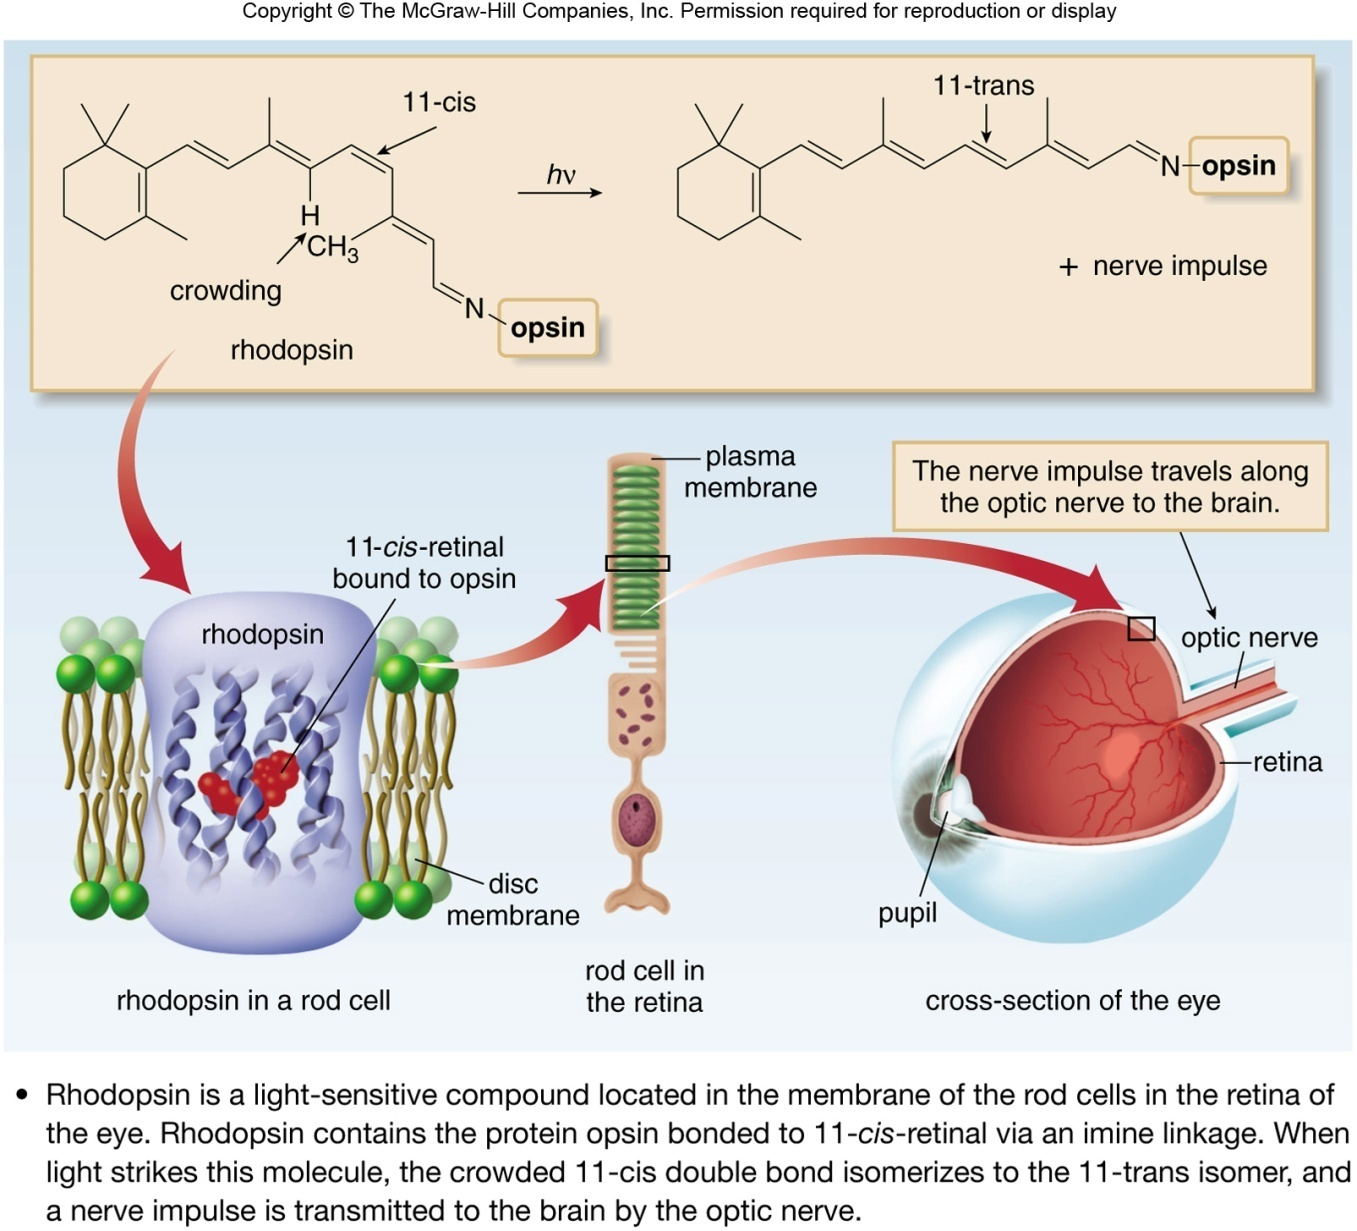 Copyright © The McGraw-Hill Companies, Inc. Permission required for reproduction or display
11-cis
H
CH3
crowding
N
opsin
rhodopsin
hν
11-trans
N
opsin
+ nerve impulse
plasma
membrane
The nerve impulse travels along
the optic nerve to the brain.
11-cis-retinal
bound to opsin
rhodopsin
optic nerve
retina
disc
membrane
pupil
rhodopsin in a rod cell
rod cell in
the retina
cross-section of the eye
• Rhodopsin is a light-sensitive compound located in the membrane of the rod cells in the retina of
the eye. Rhodopsin contains the protein opsin bonded to 11-cis-retinal via an imine linkage. When
light strikes this molecule, the crowded 11-cis double bond isomerizes to the 11-trans isomer, and
a nerve impulse is transmitted to the brain by the optic nerve.